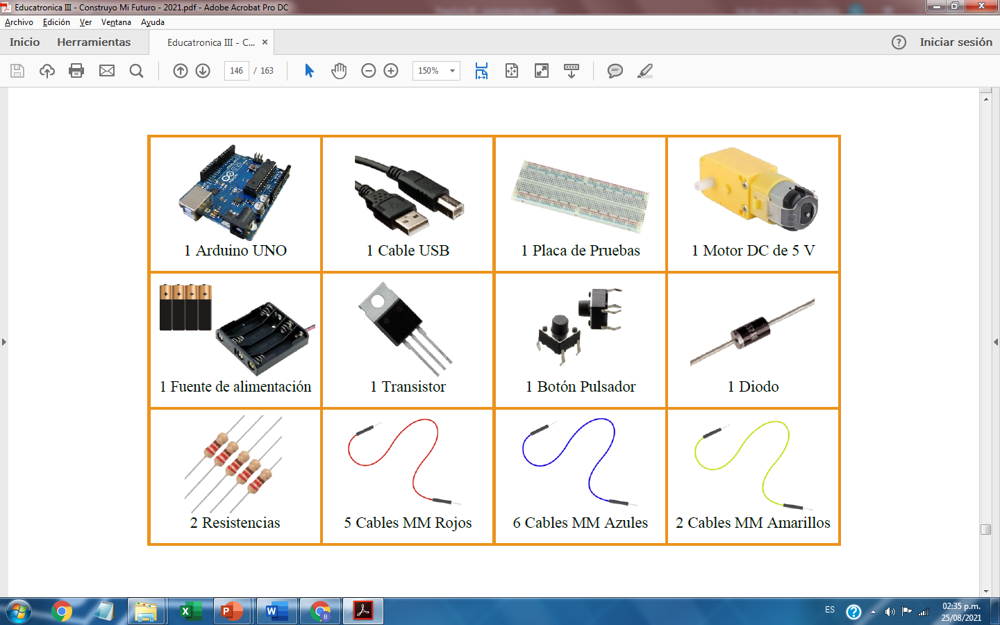 Educatronica III - Construyo Mi Futuro - 2021.pdf - Adobe Acrobat Pro DC
Archivo Edición Ver Ventana Ayuda
Inicio Herramientas Educatronica III - C... × ? Iniciar sesión
146 / 163 150%
1 Arduino UNO 1 Cable USB 1 Placa de Pruebas 1 Motor DC de 5 V
1 Fuente de alimentación 1 Transistor 1 Botón Pulsador 1 Diodo
2 Resistencias 5 Cables MM Rojos 6 Cables MM Azules 2 Cables MM Amarillos
ES 02:35 p.m.
25/08/2021